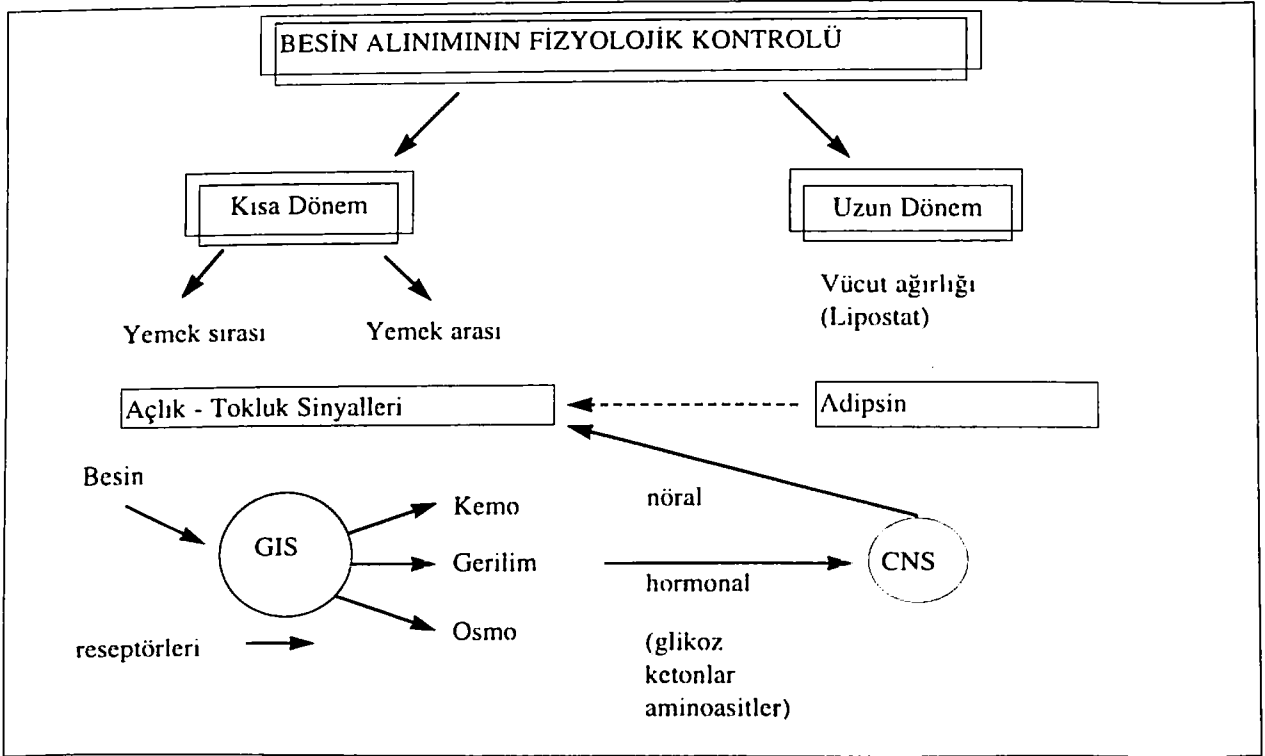 BESİN ALINIMININ FİZYOLOJİK KONTROLÜ
Kısa Dönem
Uzun Dönem
Vücut ağırlığı
(Lipostat)
Yemek sırası
Yemek arası
Açlık - Tokluk Sinyalleri
Adipsin
Besin
GIS
reseptörleri
Kemo
Gerilim
Osmo
nöral
hormonal
(glikoz
ketonlar
aminoasitler)
CNS